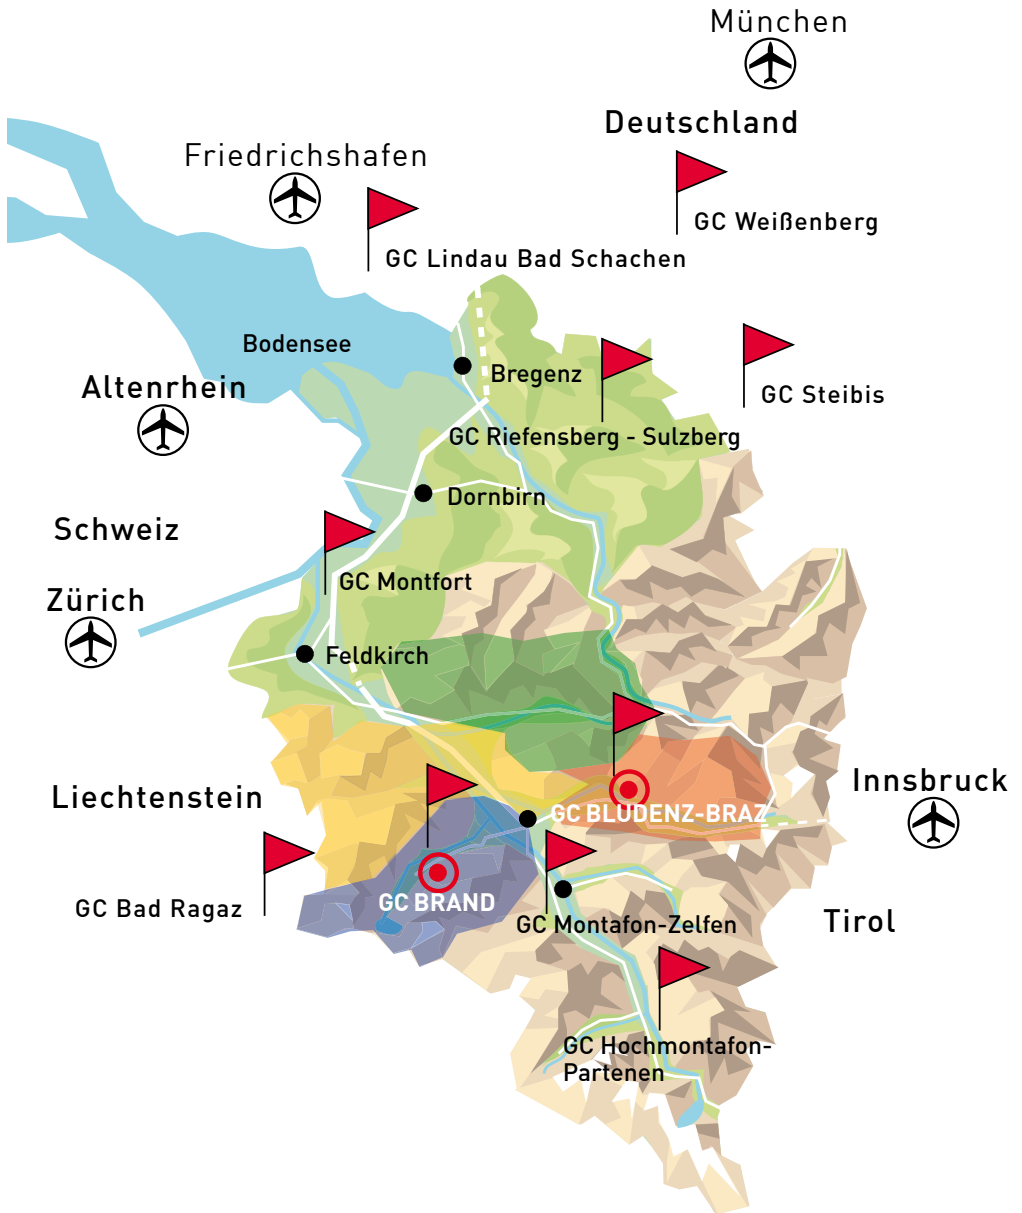 München
Deutschland
Friedrichshafen
GC Weißenberg
GC Lindau Bad Schachen
Bodensee
Bregenz
Altenrhein
GC Steibis
GC Riefensberg - Sulzberg
Dornbirn
Schweiz
GC Montfort
Zürich
Feldkirch
Innsbruck
Liechtenstein
GC BLUDENZ-BRAZ
GC BRAND
GC Bad Ragaz
GC Montafon-Zelfen
Tirol
GC Hochmontafon-
Partenen